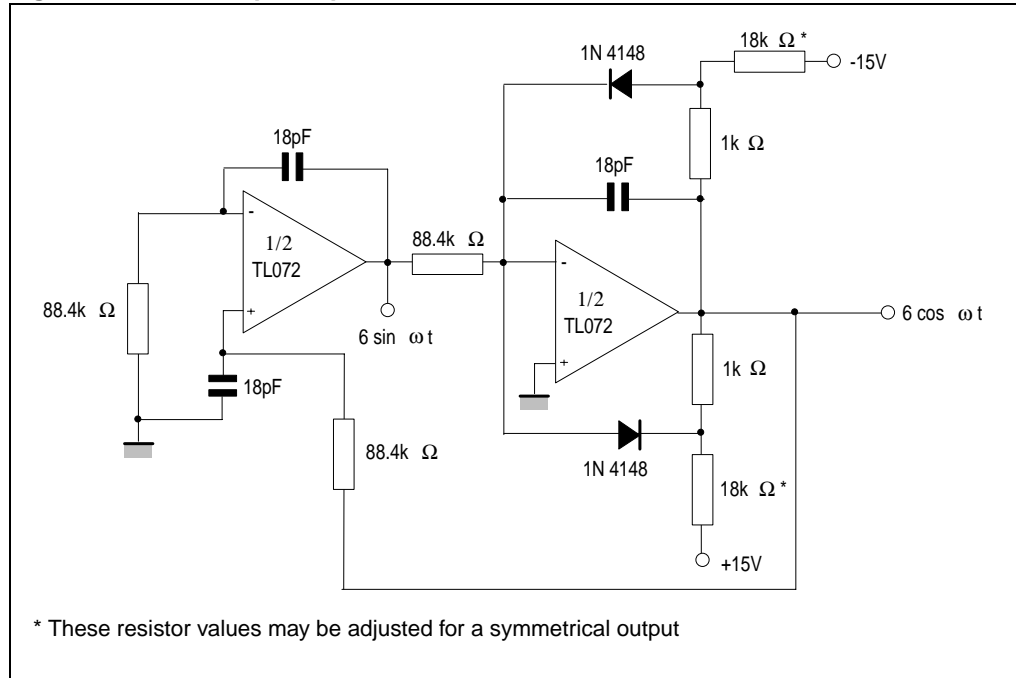 18k Ω *
1N 4148
-15V
18pF
1k Ω
18pF
-
1/2
TL072
+
88.4k Ω
-
1/2
TL072
+
88.4k Ω
6 sin ω t
6 cos ω t
18pF
1k Ω
88.4k Ω
1N 4148
18k Ω *
+15V
* These resistor values may be adjusted for a symmetrical output